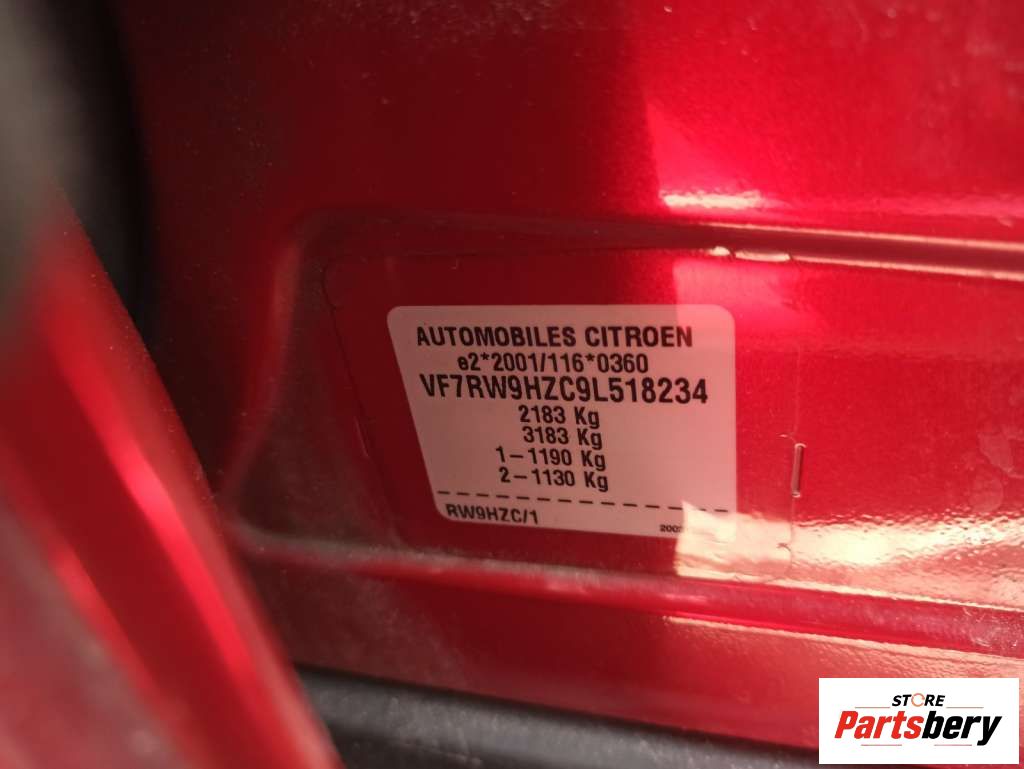 AUTOMOBILES CITROEN
e2*2001/116*0360
VF7RW9HZC9L518234
2183 Kg
3183 Kg
1-1190 Kg
2-1130 Kg
RW9HZC/1
STORE
Partsbery